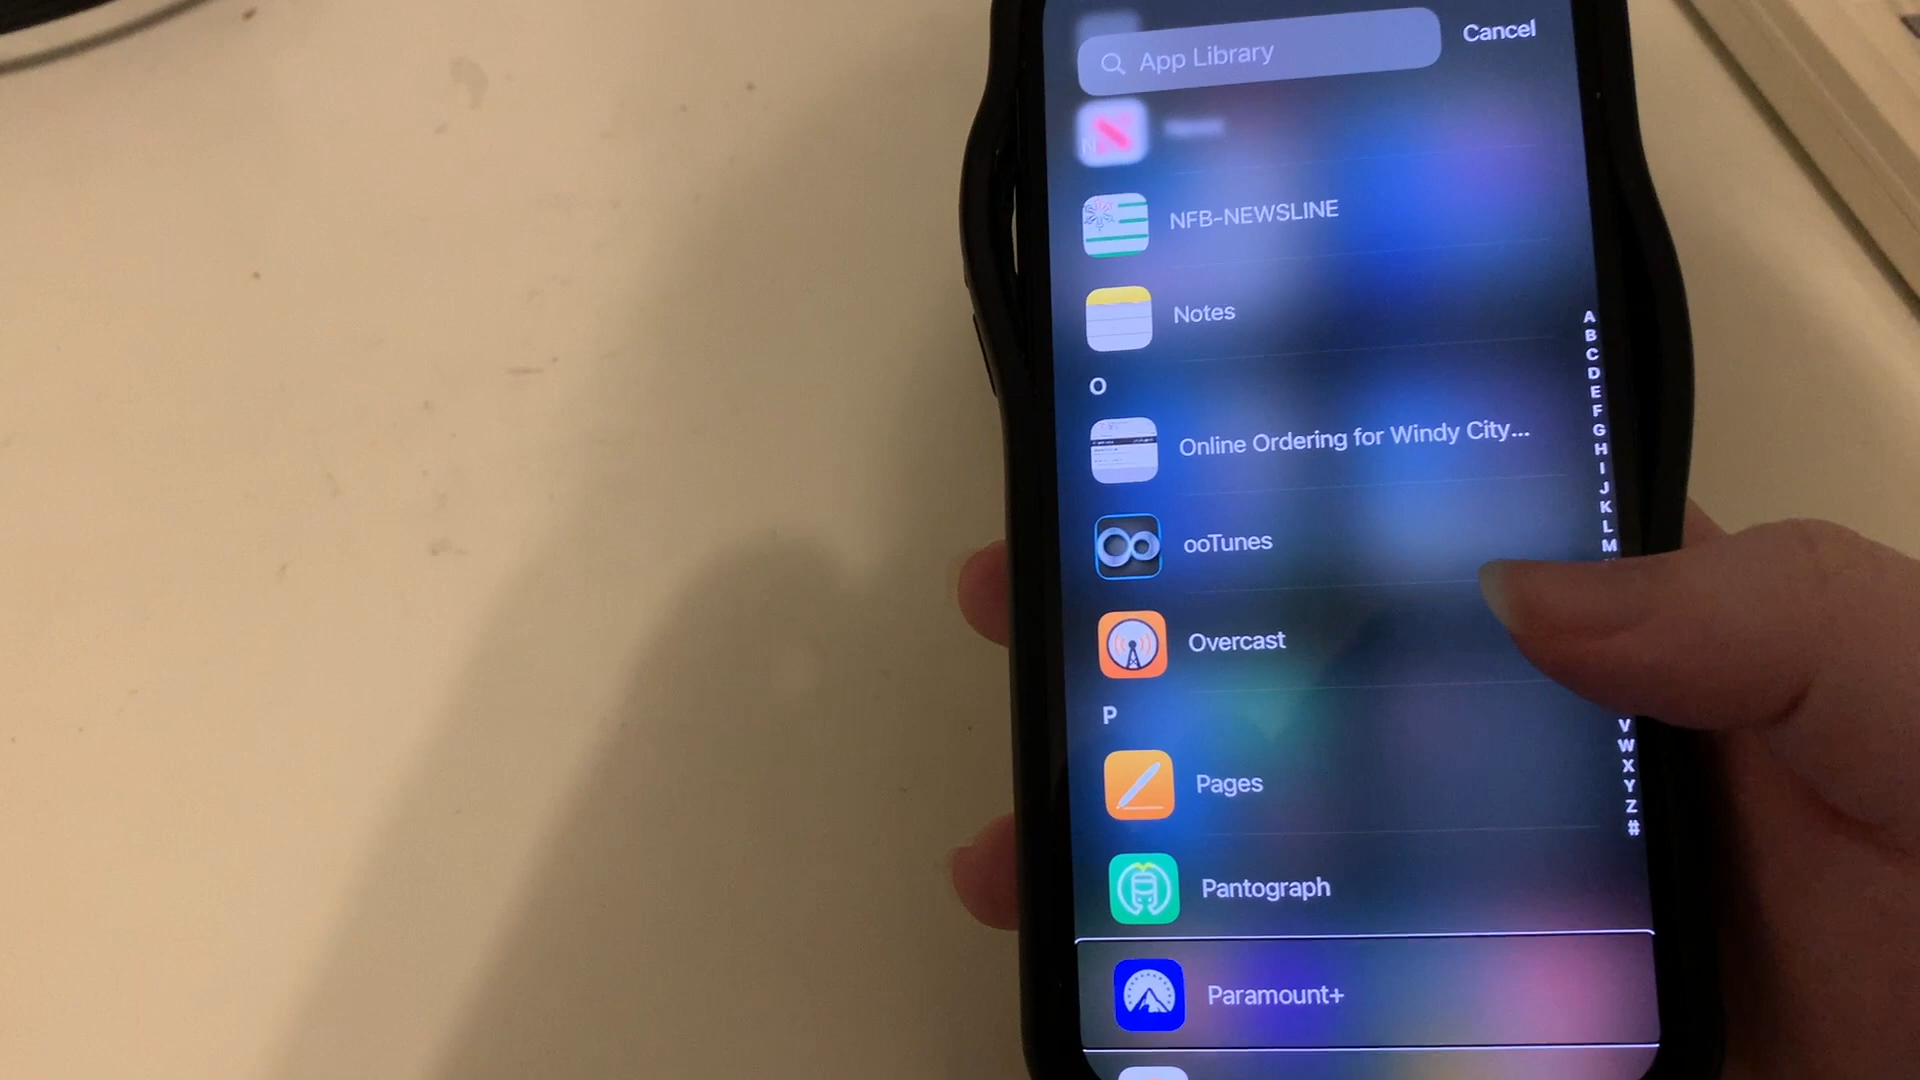 App Library
Cancel
N
NFB-NEWSLINE
Notes
O
Online Ordering for Windy City...
ooTunes
Overcast
P
Pages
Pantograph
Paramount+
A
B
C
D
E
F
G
H
I
J
K
L
M
V
W
X
Y
Z
#